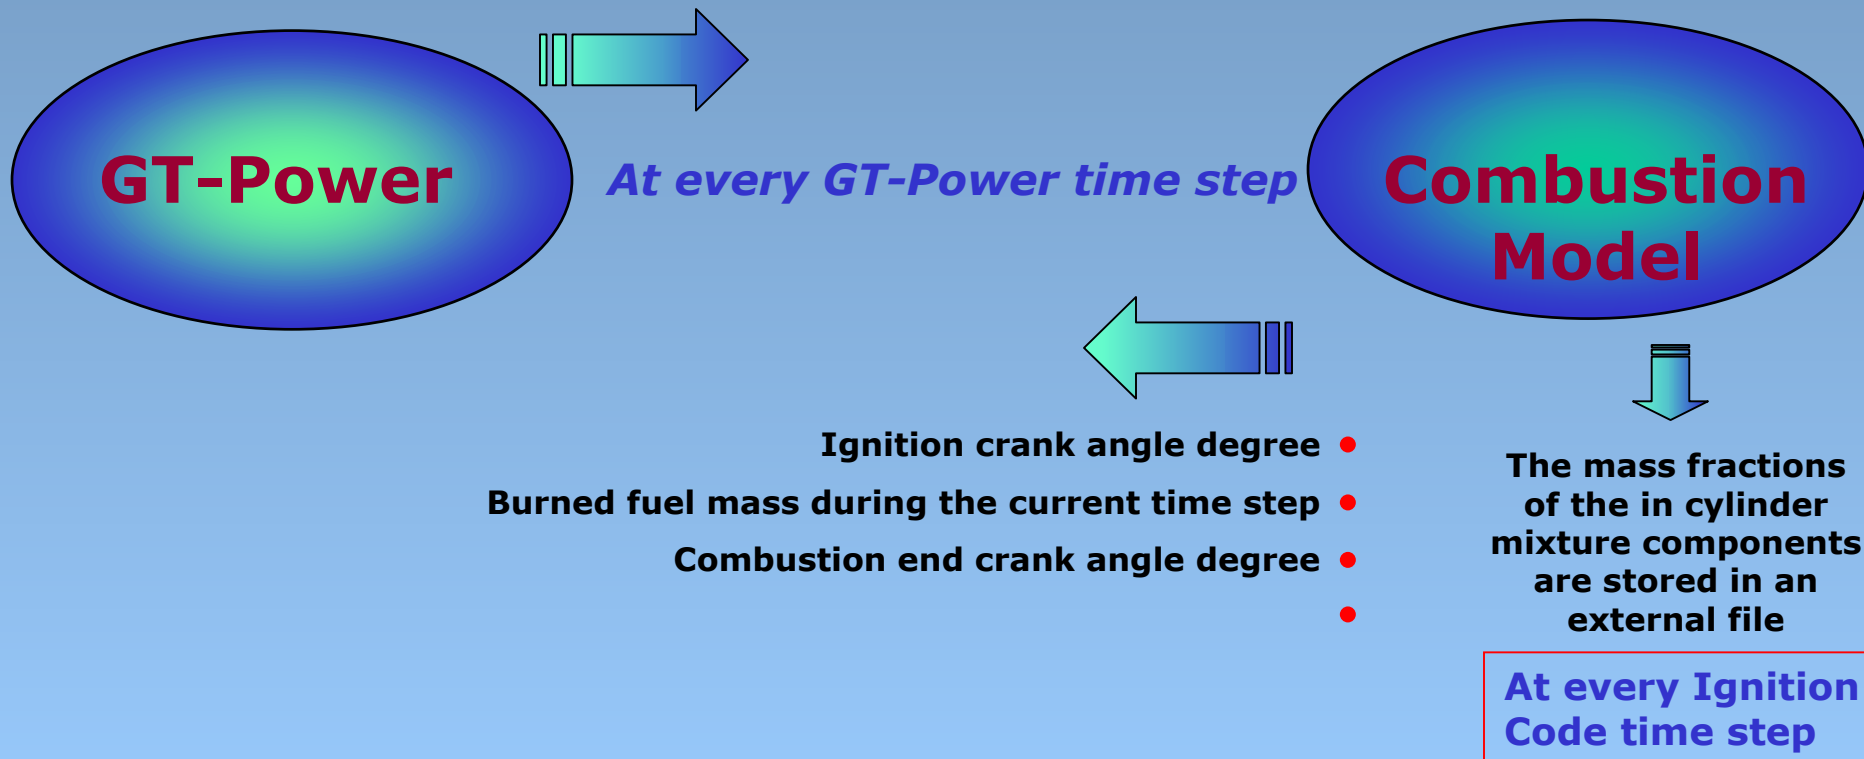 GT-Power
At every GT-Power time step
Combustion
Model
Ignition crank angle degree •
Burned fuel mass during the current time step •
Combustion end crank angle degree •
•
The mass fractions
of the in cylinder
mixture components
are stored in an
external file
At every Ignition
Code time step